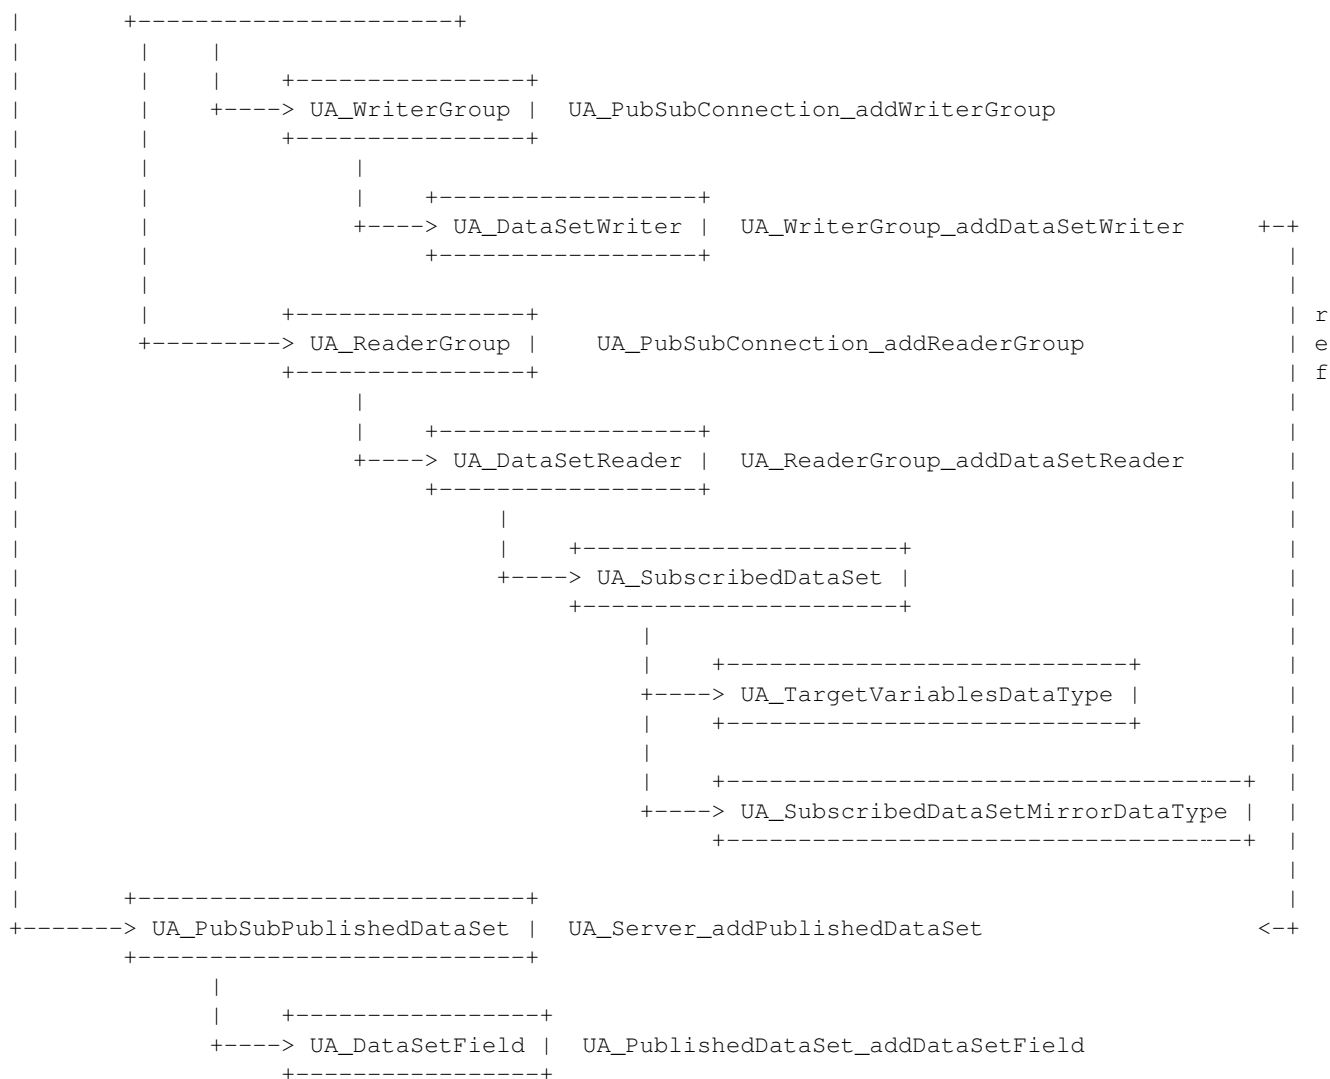 |        +----------------------+
|        |    |
|        |    |    +----------------+
|        |    +----> UA_WriterGroup |  UA_PubSubConnection_addWriterGroup
|        |         +----------------+
|        |              |
|        |              |    +------------------+
|        |              +----> UA_DataSetWriter |  UA_WriterGroup_addDataSetWriter     +-+
|        |                   +------------------+                                        |
|        |                                                                               |
|        |         +----------------+                                                    | r
|        +---------> UA_ReaderGroup |    UA_PubSubConnection_addReaderGroup              | e
|                  +----------------+                                                    | f
|                       |                                                                |
|                       |    +------------------+                                        |
|                       +----> UA_DataSetReader |  UA_ReaderGroup_addDataSetReader       |
|                            +------------------+                                        |
|                                 |                                                      |
|                                 |    +----------------------+                          |
|                                 +----> UA_SubscribedDataSet |                          |
|                                      +----------------------+                          |
|                                           |                                            |
|                                           |    +----------------------------+          |
|                                           +----> UA_TargetVariablesDataType |          |
|                                           |    +----------------------------+          |
|                                           |                                            |
|                                           |    +------------------------------------+  |
|                                           +----> UA_SubscribedDataSetMirrorDataType |  |
|                                                +------------------------------------+  |
|                                                                                        |
|       +---------------------------+                                                    |
+-------> UA_PubSubPublishedDataSet |  UA_Server_addPublishedDataSet                   <-+
        +---------------------------+
              |
              |    +-----------------+
              +----> UA_DataSetField |  UA_PublishedDataSet_addDataSetField
                   +-----------------+